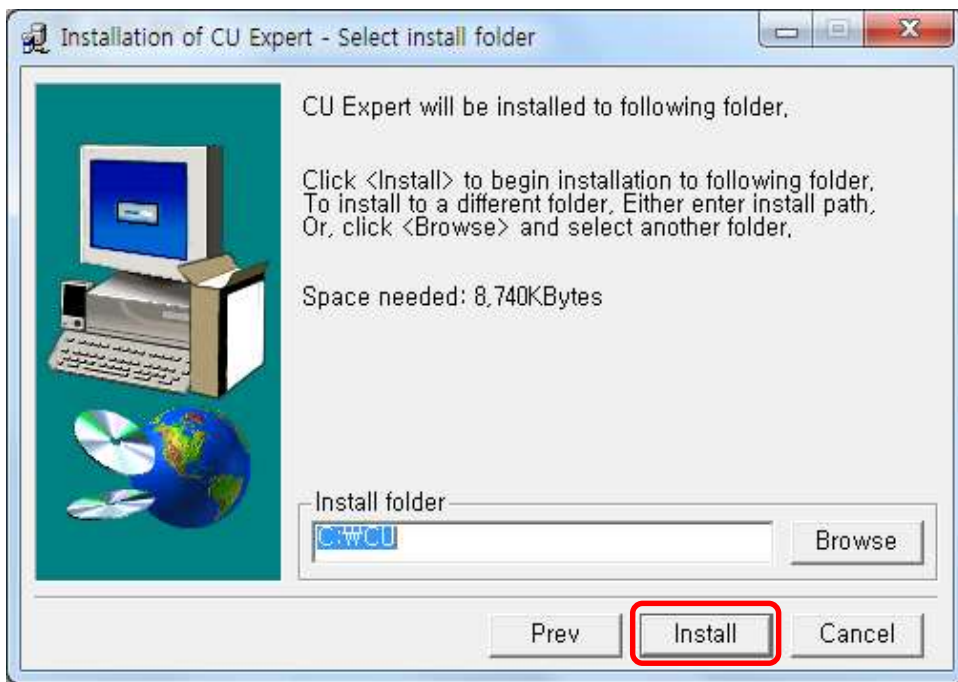 Installation of CU Expert - Select install folder
CU Expert will be installed to following folder,
Click <Install> to begin installation to following folder,
To install to a different folder, Either enter install path,
Or, click <Browse> and select another folder,
Space needed: 8,740KBytes
Install folder
C:₩CU
Browse
Prev
Install
Cancel